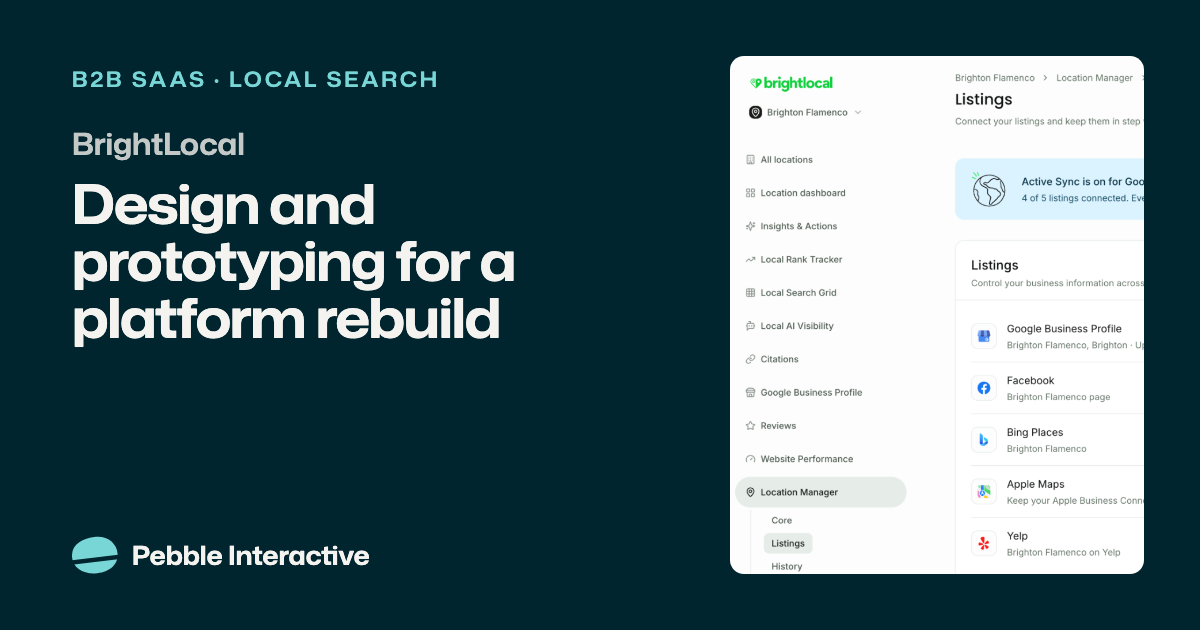 B2B SAAS · LOCAL SEARCH
BrightLocal
Design and
prototyping for a
platform rebuild
Pebble Interactive
brightlocal
Brighton Flamenco
All locations
Location dashboard
Insights & Actions
Local Rank Tracker
Local Search Grid
Local AI Visibility
Citations
Google Business Profile
Reviews
Website Performance
Location Manager
Core
Listings
History
Brighton Flamenco > Location Manager >
Listings
Connect your listings and keep them in step
Active Sync is on for Goo
4 of 5 listings connected. Eve
Listings
Control your business information across
Google Business Profile
Brighton Flamenco, Brighton · Up
Facebook
Brighton Flamenco page
Bing Places
Brighton Flamenco
Apple Maps
Keep your Apple Business Conn
Yelp
Brighton Flamenco on Yelp